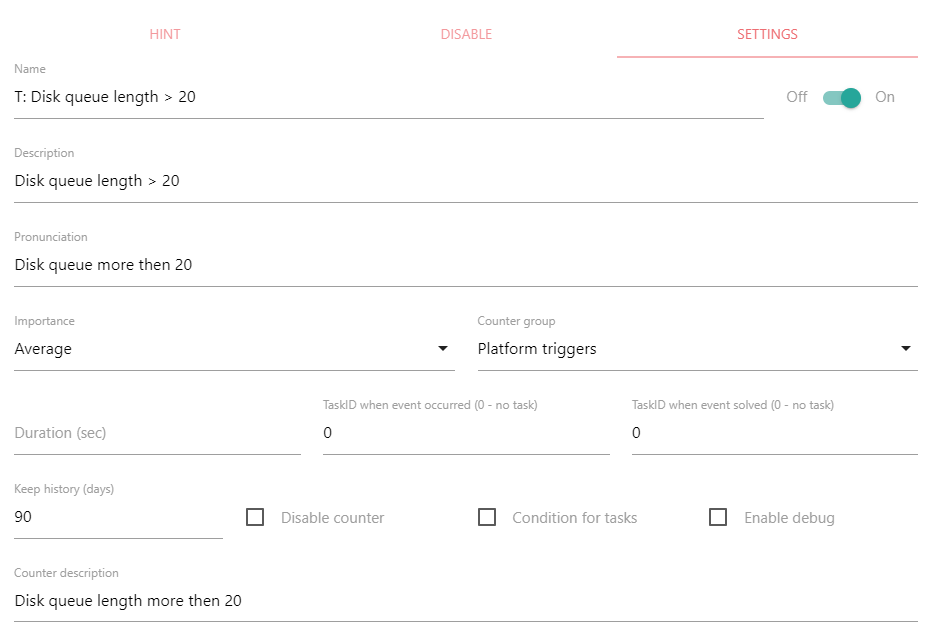 HINT DISABLE SETTINGS
Name
T: Disk queue length > 20
Off On
Description
Disk queue length > 20
Pronunciation
Disk queue more then 20
Importance Counter group
Average Platform triggers
TaskID when event occurred (0 - no task) TaskID when event solved (0 - no task)
Duration (sec) 0 0
Keep history (days)
90 Disable counter Condition for tasks Enable debug
Counter description
Disk queue length more then 20